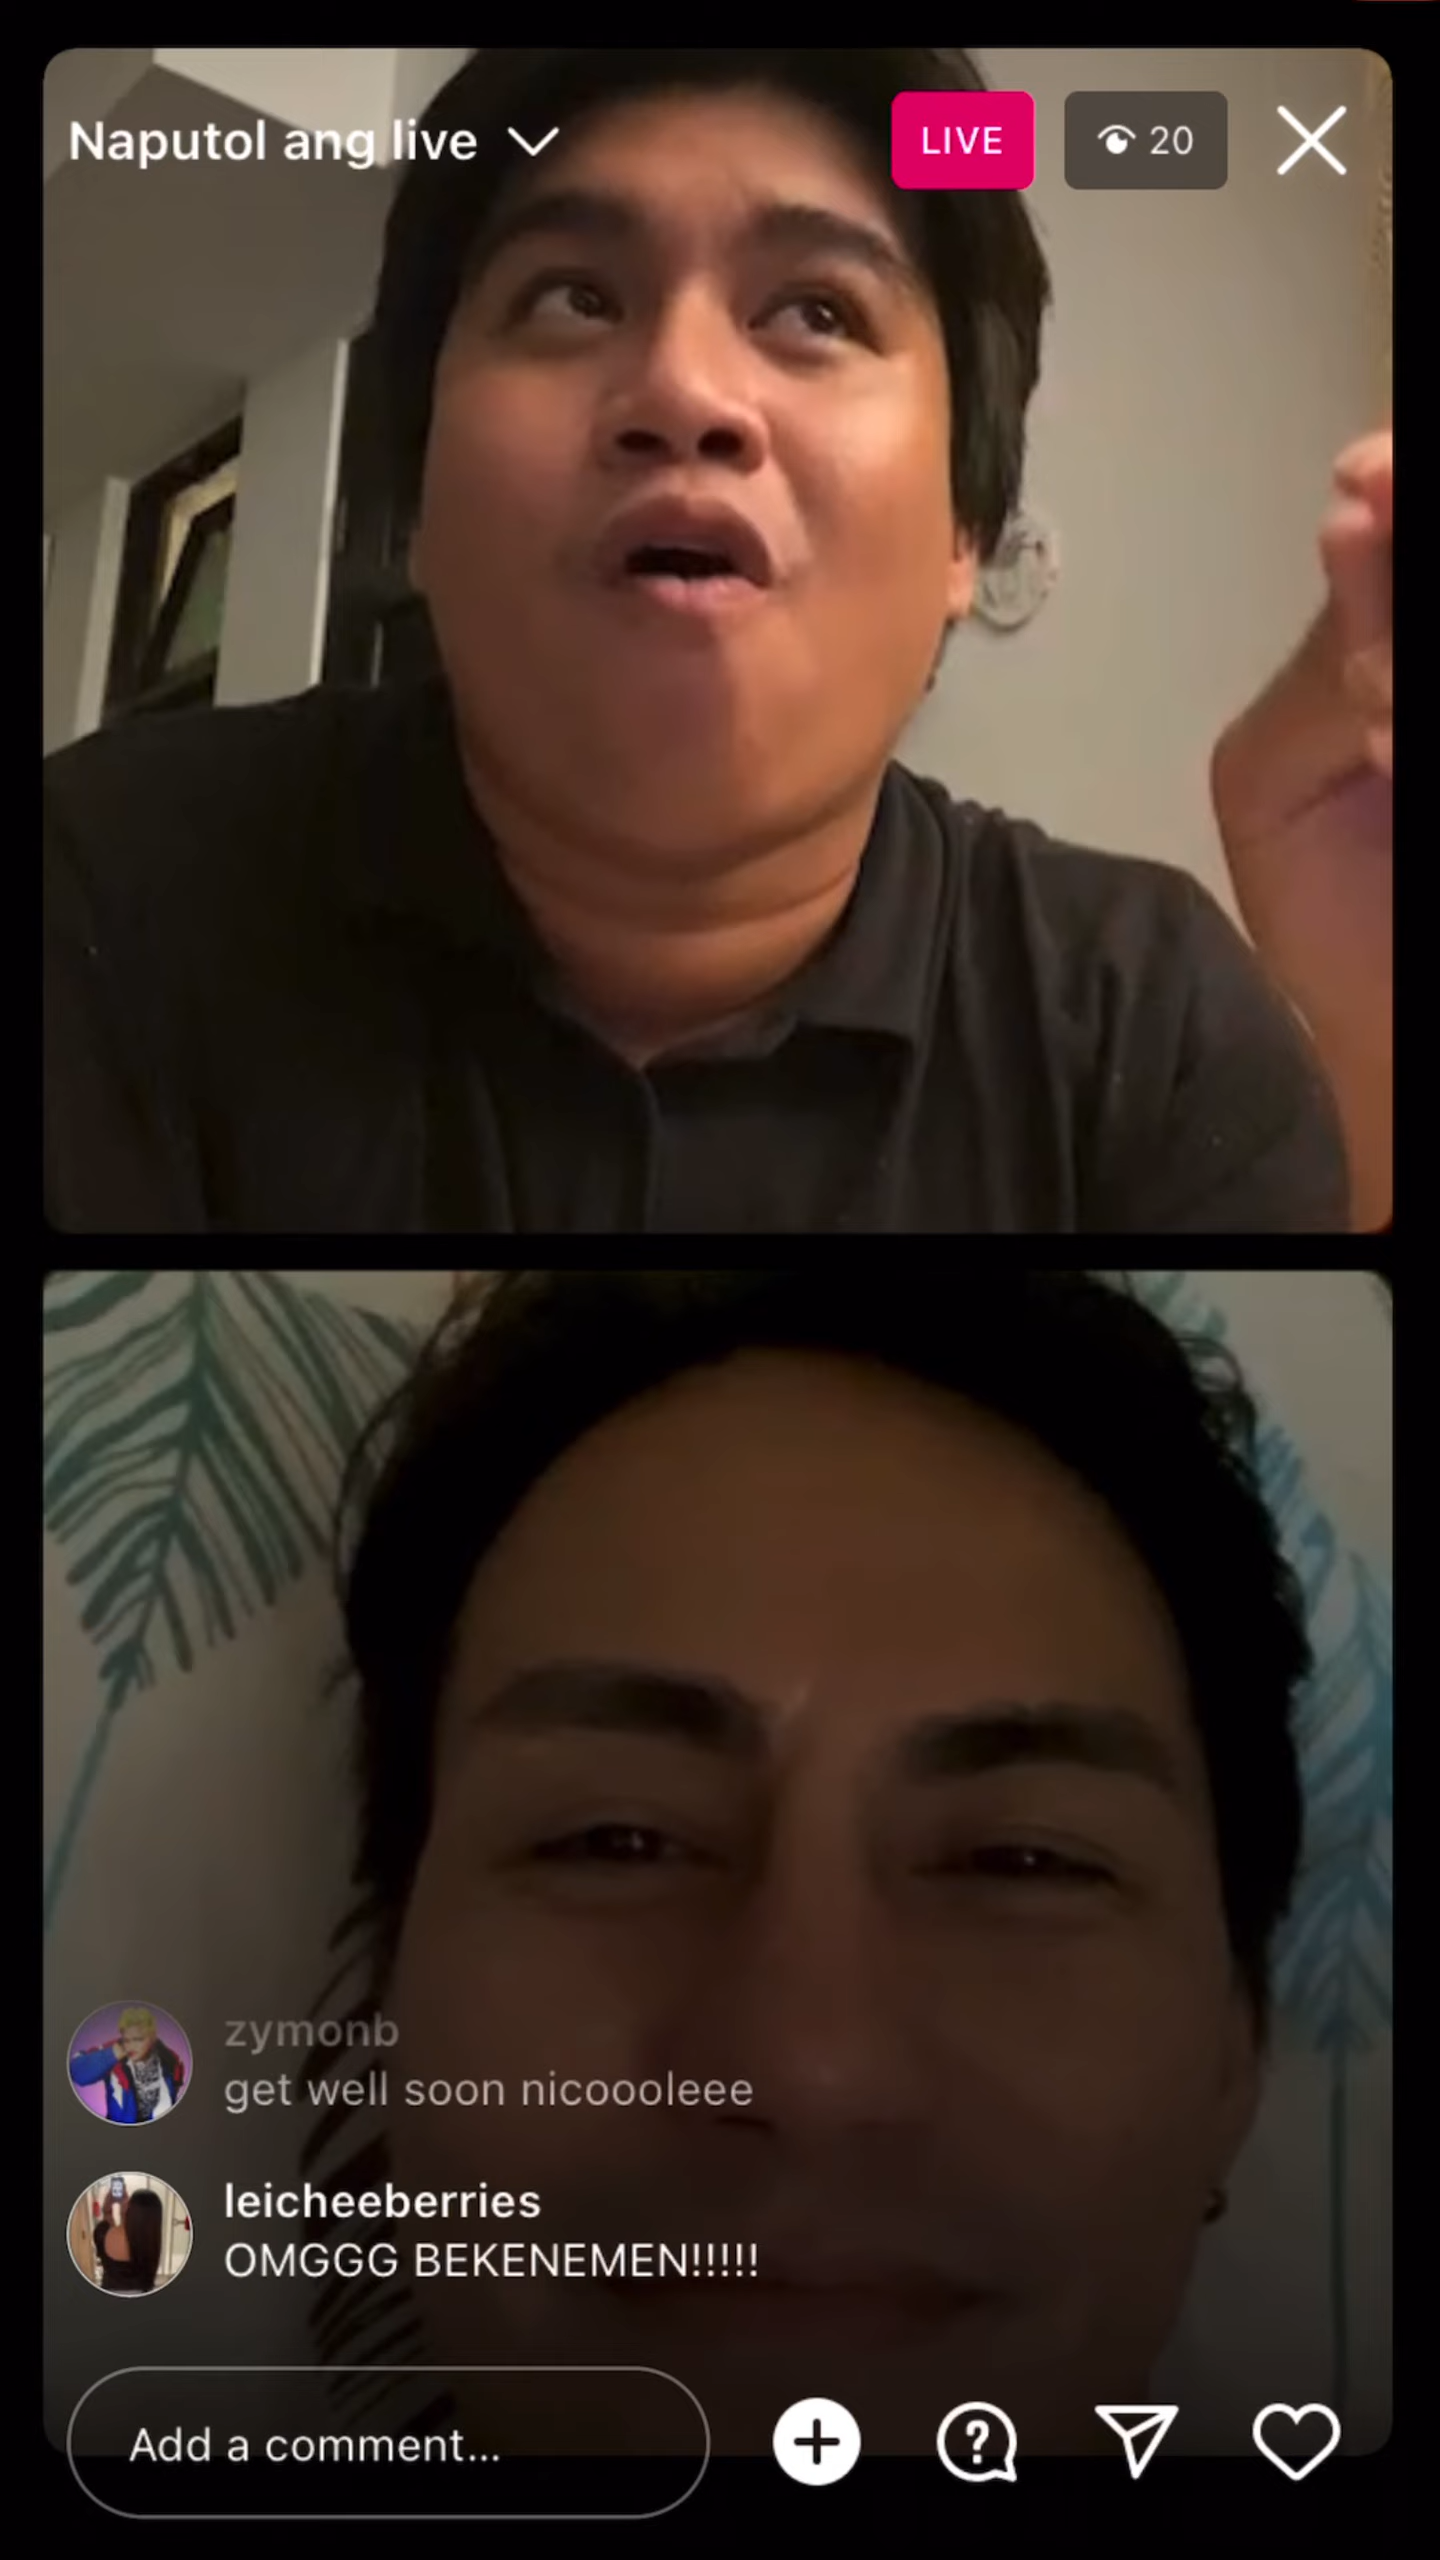 Naputol ang live
LIVE
20
zymonb
get well soon nicoooleee
leicheeberries
OMGGG BEKENEMEN!!!!!
Add a comment...